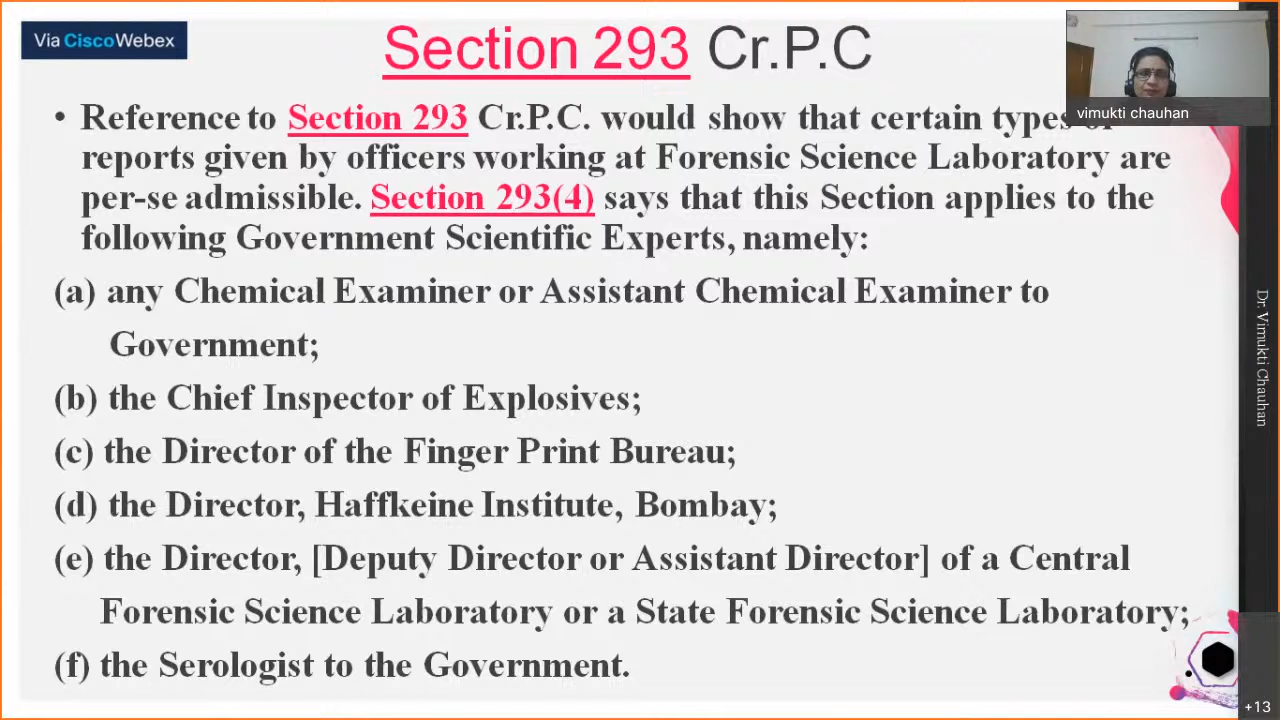 Via CiscoWebex
Section 293 Cr.P.C
vimukti chauhan
• Reference to Section 293 Cr.P.C. would show that certain types of
reports given by officers working at Forensic Science Laboratory are
per-se admissible. Section 293(4) says that this Section applies to the
following Government Scientific Experts, namely:
(a) any Chemical Examiner or Assistant Chemical Examiner to
Government;
(b) the Chief Inspector of Explosives;
(c) the Director of the Finger Print Bureau;
(d) the Director, Haffkeine Institute, Bombay;
(e) the Director, [Deputy Director or Assistant Director] of a Central
Forensic Science Laboratory or a State Forensic Science Laboratory;
(f) the Serologist to the Government.
Dr. Vimukti Chauhan
+13